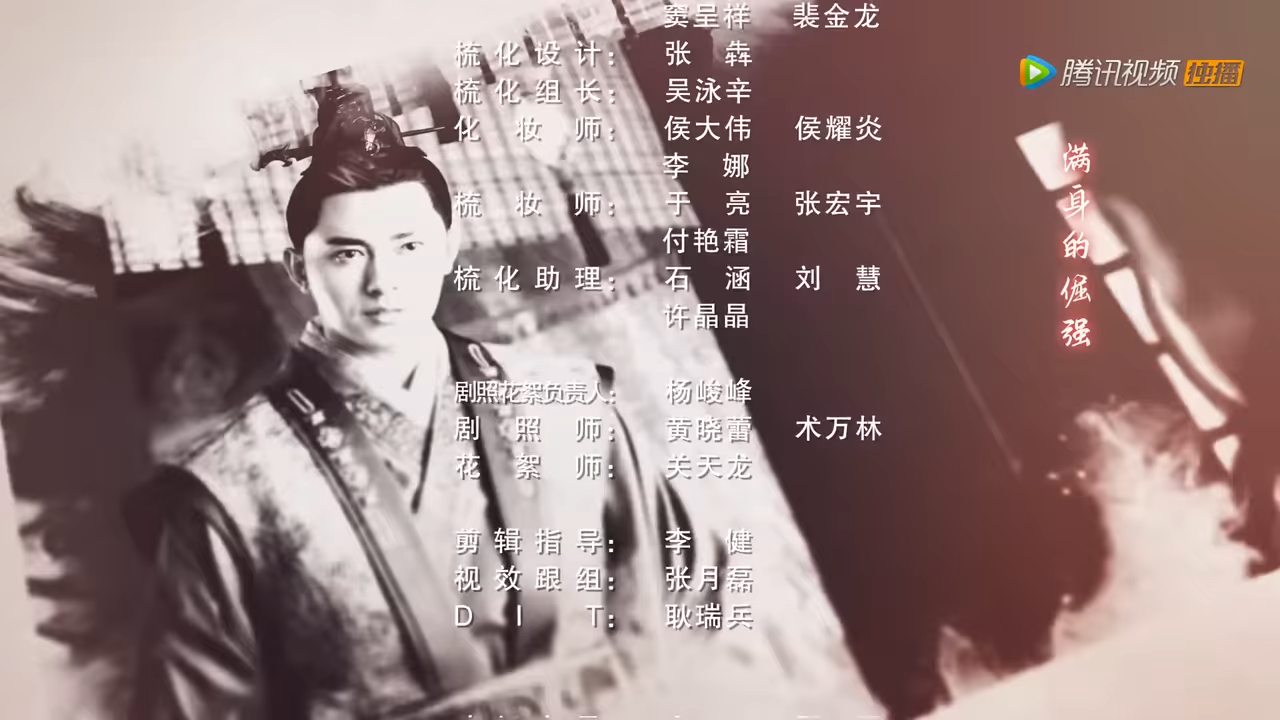 窦呈祥 裴金龙
梳化设计: 张犇
梳化组长: 吴泳辛
化妆师: 侯大伟 侯耀炎
李娜
梳妆师: 于亮 张宏宇
付艳霜
梳化助理: 石涵 刘慧
许晶晶
剧照花絮负责人: 杨峻峰
剧照师: 黄晓蕾 术万林
花絮师: 关天龙
剪辑指导: 李健
视效跟组: 张月磊
DIT: 耿瑞兵
腾讯视频 独播
满身的倔强